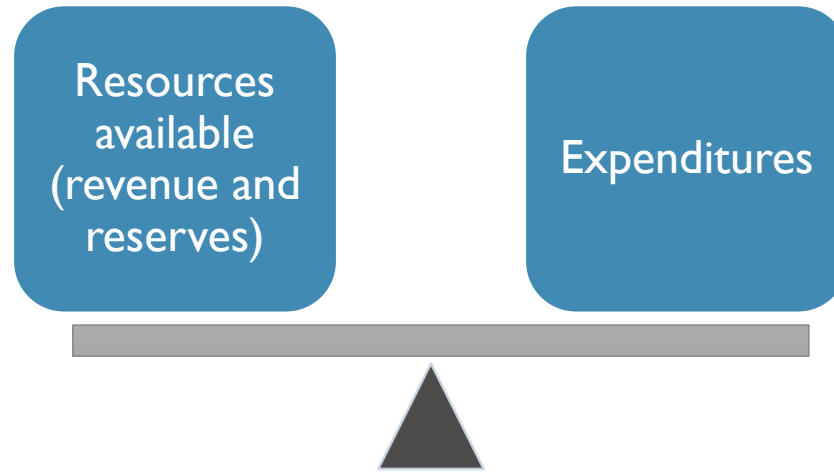 Resources
available
(revenue and
reserves)
Expenditures